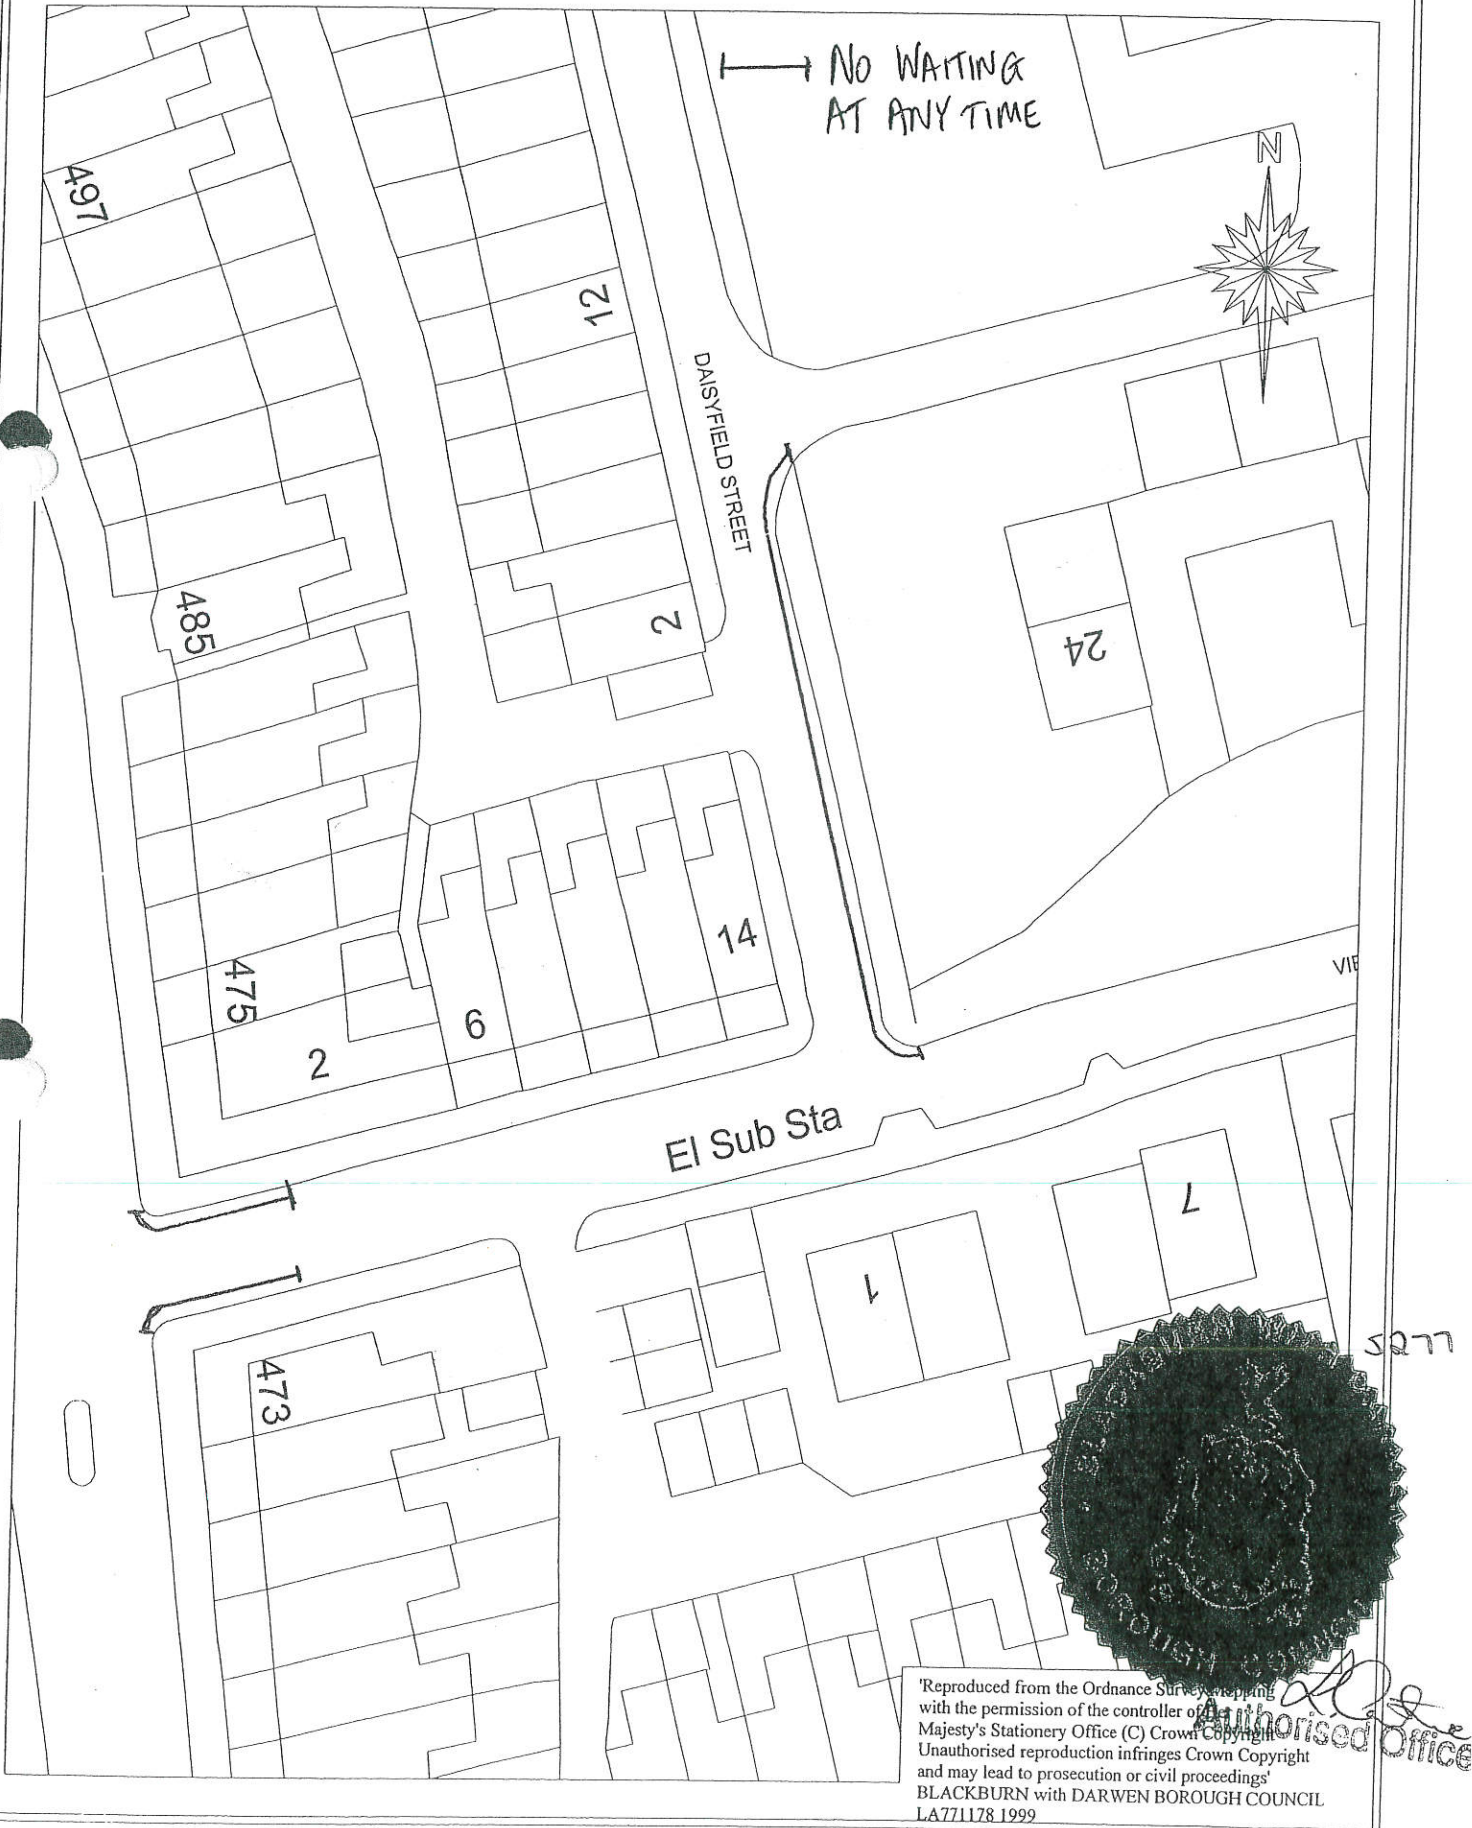 NO WAITING
AT ANY TIME
N
497
12
DAISYFIELD STREET
485
2
24
14
475
6
2
El Sub Sta
1
7
473
5277
'Reproduced from the Ordnance Survey Mapping
with the permission of the controller of Her
Majesty's Stationery Office (C) Crown Copyright
Unauthorised reproduction infringes Crown Copyright
and may lead to prosecution or civil proceedings'
BLACKBURN with DARWEN BOROUGH COUNCIL
LA771178 1999
Authorised Office